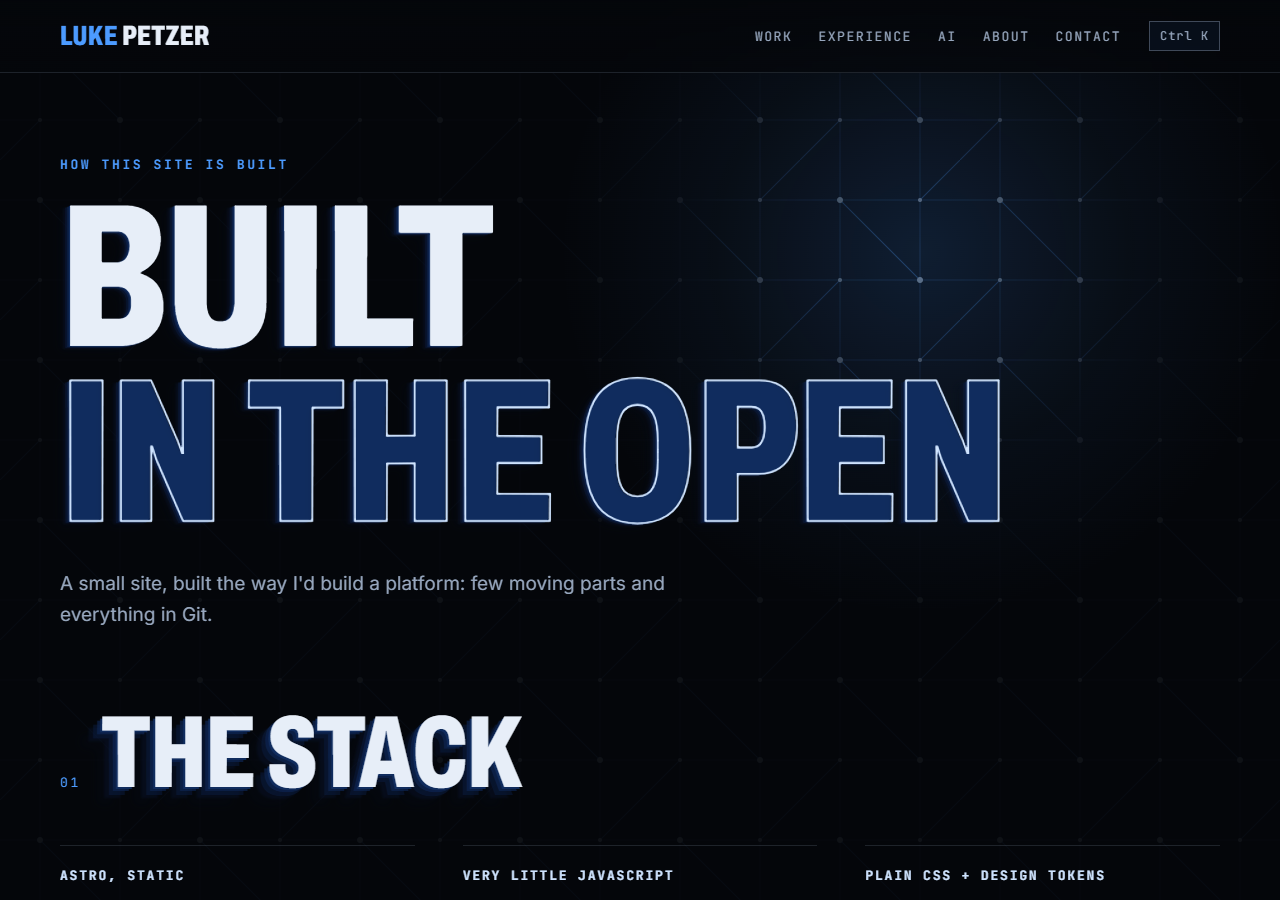 LUKE PETZER
WORK EXPERIENCE AI ABOUT CONTACT Ctrl K
HOW THIS SITE IS BUILT
BUILT
IN THE OPEN
A small site, built the way I'd build a platform: few moving parts and
everything in Git.
01 THE STACK
ASTRO, STATIC
VERY LITTLE JAVASCRIPT
PLAIN CSS + DESIGN TOKENS